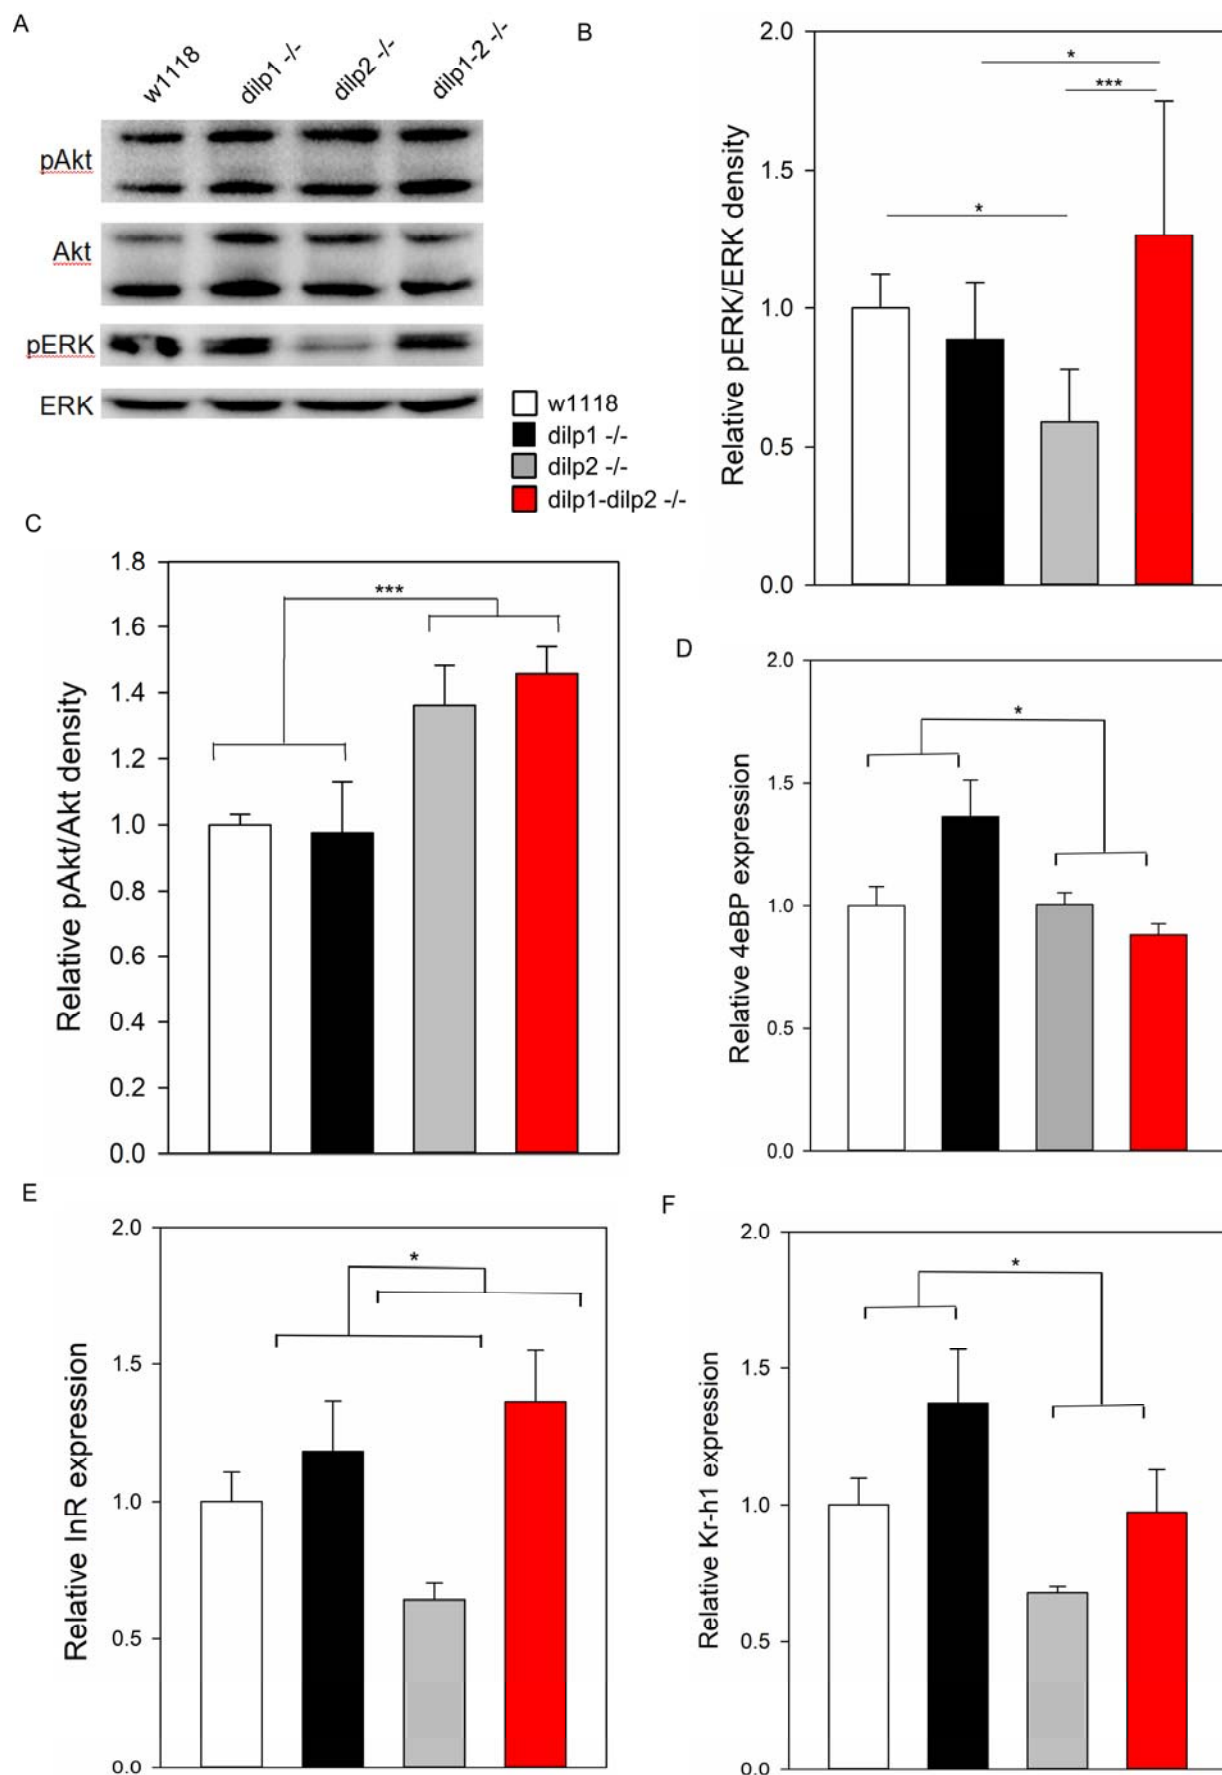 A
w1118
dilp1 -/-
dilp2 -/-
dilp1-2 -/-
pAkt
Akt
pERK
ERK
w1118
dilp1 -/-
dilp2 -/-
dilp1-dilp2 -/-
B
2.0
1.5
1.0
0.5
0.0
Relative pERK/ERK density
*
***
*
C
1.8
1.6
1.4
1.2
1.0
0.8
0.6
0.4
0.2
0.0
Relative pAkt/Akt density
***
D
2.0
1.5
1.0
0.5
0.0
Relative 4eBP expression
*
E
2.0
1.5
1.0
0.5
0.0
Relative InR expression
*
F
2.0
1.5
1.0
0.5
0.0
Relative Kr-h1 expression
*